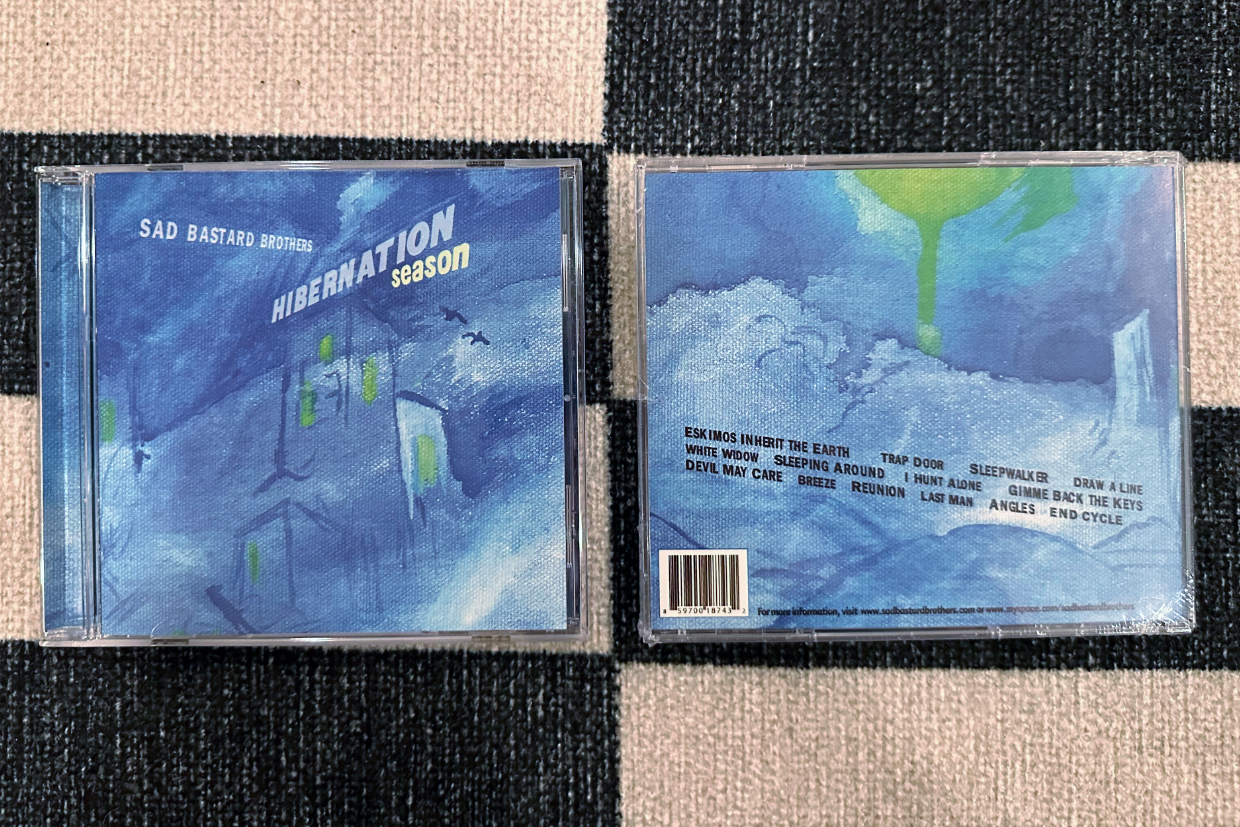 SAD BASTARD BROTHERS
HIBERNATION
season
ESKIMOS INHERIT THE EARTH TRAP DOOR SLEEPWALKER DRAW A LINE
WHITE WIDOW SLEEPING AROUND I HUNT ALONE GIMME BACK THE KEYS
DEVIL MAY CARE BREEZE REUNION LAST MAN ANGLES END CYCLE
8 59700 18743 2
For more information, visit www.sadbastardbrothers.com or www.myspace.com/sadbastardbrothers